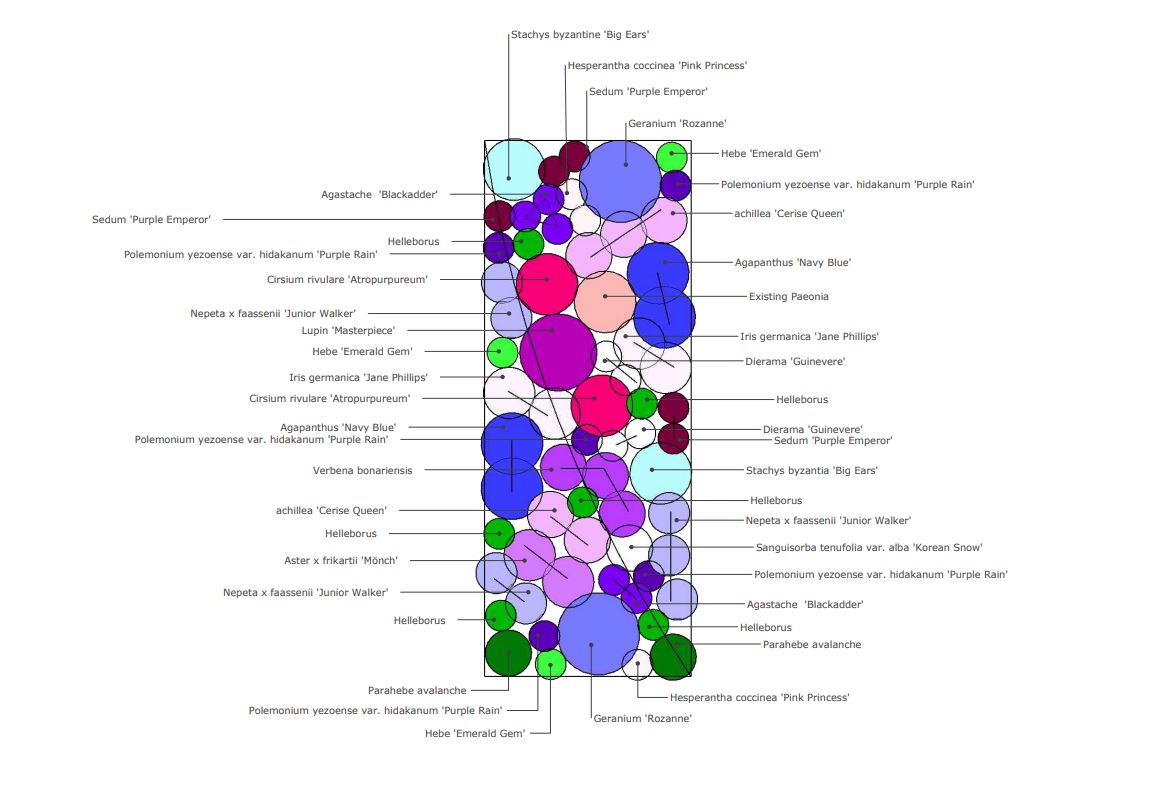 Stachys byzantine 'Big Ears'
Hesperantha coccinea 'Pink Princess'
Sedum 'Purple Emperor'
Geranium 'Rozanne'
Hebe 'Emerald Gem'
Polemonium yezoense var. hidakanum 'Purple Rain'
Agastache 'Blackadder'
achillea 'Cerise Queen'
Sedum 'Purple Emperor'
Helleborus
Polemonium yezoense var. hidakanum 'Purple Rain'
Agapanthus 'Navy Blue'
Cirsium rivulare 'Atropurpureum'
Existing Paeonia
Nepeta x faassenii 'Junior Walker'
Lupin 'Masterpiece'
Iris germanica 'Jane Phillips'
Hebe 'Emerald Gem'
Dierama 'Guinevere'
Iris germanica 'Jane Phillips'
Cirsium rivulare 'Atropurpureum'
Helleborus
Agapanthus 'Navy Blue'
Dierama 'Guinevere'
Polemonium yezoense var. hidakanum 'Purple Rain'
Sedum 'Purple Emperor'
Verbena bonariensis
Stachys byzantia 'Big Ears'
Helleborus
achillea 'Cerise Queen'
Nepeta x faassenii 'Junior Walker'
Helleborus
Sanguisorba tenufolia var. alba 'Korean Snow'
Aster x frikartii 'Mönch'
Polemonium yezoense var. hidakanum 'Purple Rain'
Nepeta x faassenii 'Junior Walker'
Agastache 'Blackadder'
Helleborus
Helleborus
Parahebe avalanche
Parahebe avalanche
Hesperantha coccinea 'Pink Princess'
Polemonium yezoense var. hidakanum 'Purple Rain'
Geranium 'Rozanne'
Hebe 'Emerald Gem'